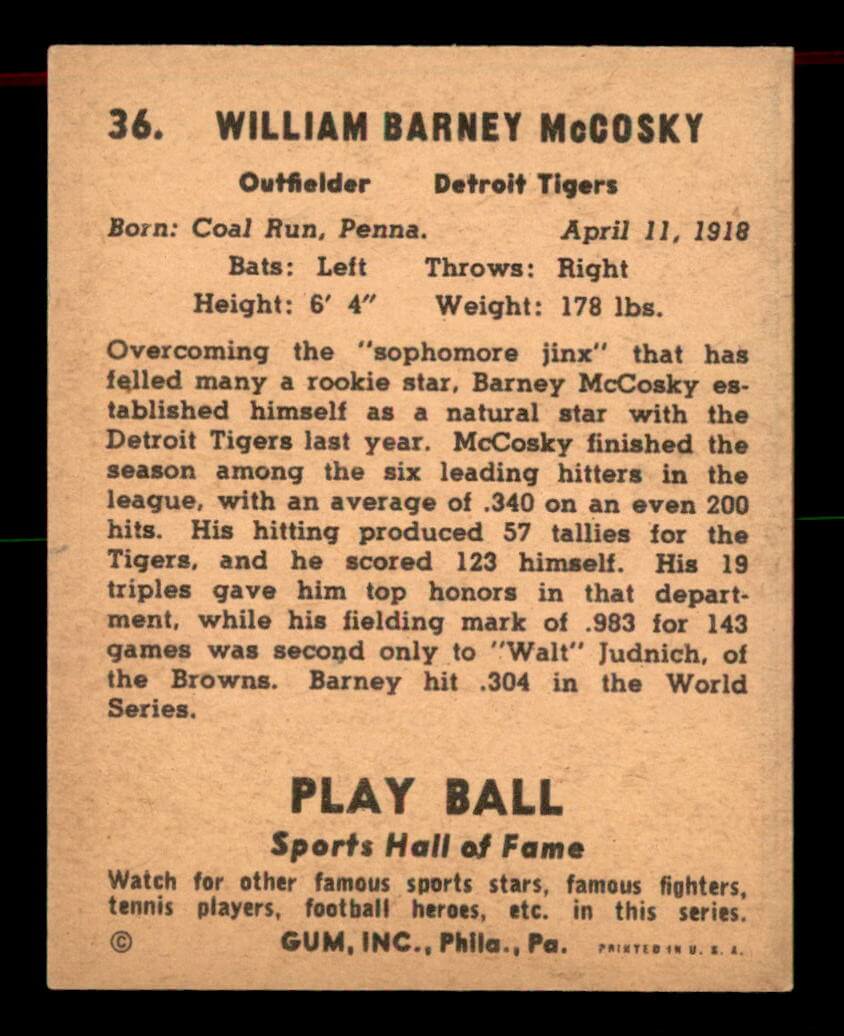 36. WILLIAM BARNEY McCOSKY
Outfielder Detroit Tigers
Born: Coal Run, Penna. April 11, 1918
Bats: Left Throws: Right
Height: 6' 4" Weight: 178 lbs.
Overcoming the "sophomore jinx" that has
felled many a rookie star, Barney McCosky es-
tablished himself as a natural star with the
Detroit Tigers last year. McCosky finished the
season among the six leading hitters in the
league, with an average of .340 on an even 200
hits. His hitting produced 57 tallies for the
Tigers, and he scored 123 himself. His 19
triples gave him top honors in that depart-
ment, while his fielding mark of .983 for 143
games was second only to "Walt" Judnich, of
the Browns. Barney hit .304 in the World
Series.
PLAY BALL
Sports Hall of Fame
Watch for other famous sports stars, famous fighters,
tennis players, football heroes, etc. in this series.
© GUM, INC., Phila., Pa. PRINTED IN U. S. A.